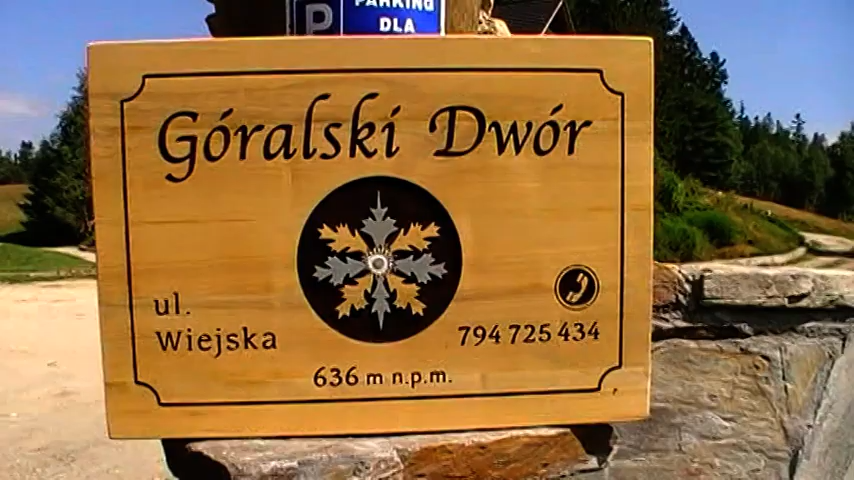 P PARKING
DLA
Góralski Dwór
ul.
Wiejska
794 725 434
636 m n.p.m.